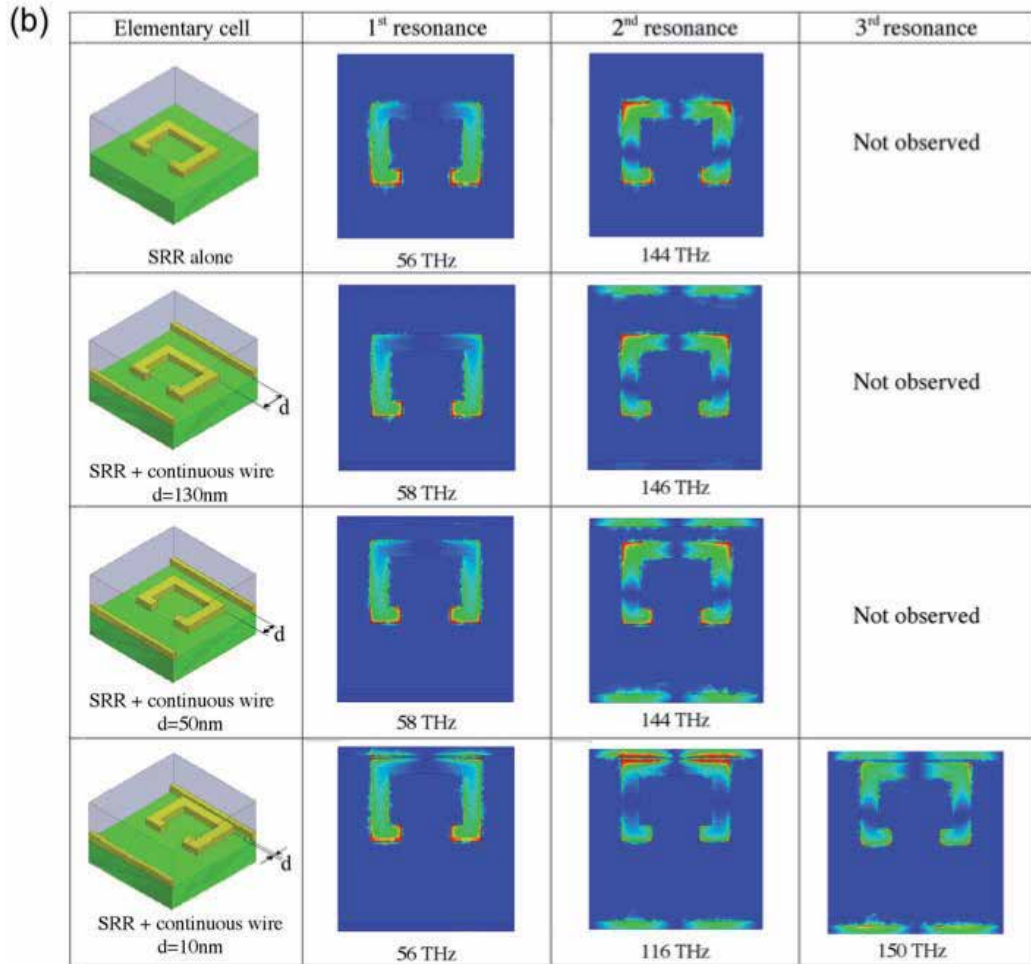 (b)
Elementary cell 1st resonance 2nd resonance 3rd resonance
SRR alone
56 THz
144 THz
Not observed
d
SRR + continuous wire
d=130nm
58 THz
146 THz
Not observed
d
SRR + continuous wire
d=50nm
58 THz
144 THz
Not observed
d
SRR + continuous wire
d=10nm
56 THz
116 THz
150 THz